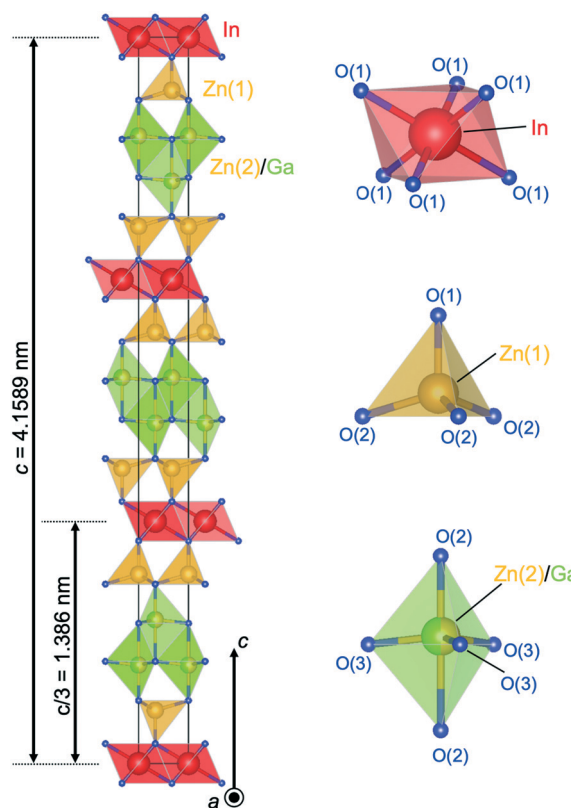 In
Zn(1)
Zn(2)/Ga
c = 4.1589 nm
c/3 = 1.386 nm
c
a
O(1)
O(1)
O(1)
In
O(1)
O(1)
O(1)
O(1)
Zn(1)
O(2)
O(2)
O(2)
O(2)
Zn(2)/Ga
O(3)
O(3)
O(3)
O(2)